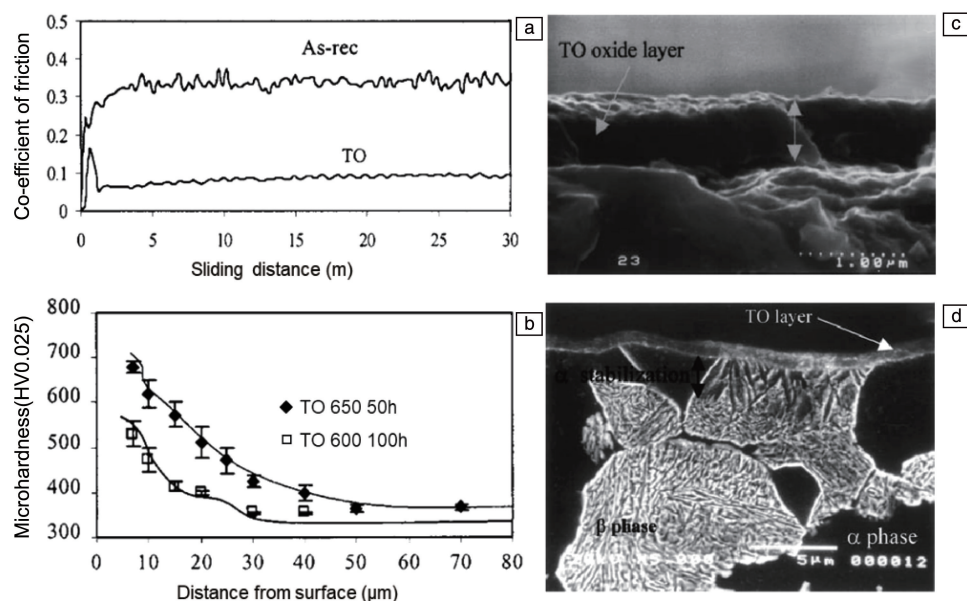 a
0.5
0.4
0.3
0.2
0.1
0
As-rec
TO
0
5
10
15
20
25
30
Co-efficient of friction
Sliding distance (m)
b
800
700
600
500
400
300
TO 650 50h
TO 600 100h
0
10
20
30
40
50
60
70
80
Microhardness(HV0.025)
Distance from surface (µm)
c
TO oxide layer
23
1.00µm
d
TO layer
α stabilization
β phase
α phase
5µm 000012